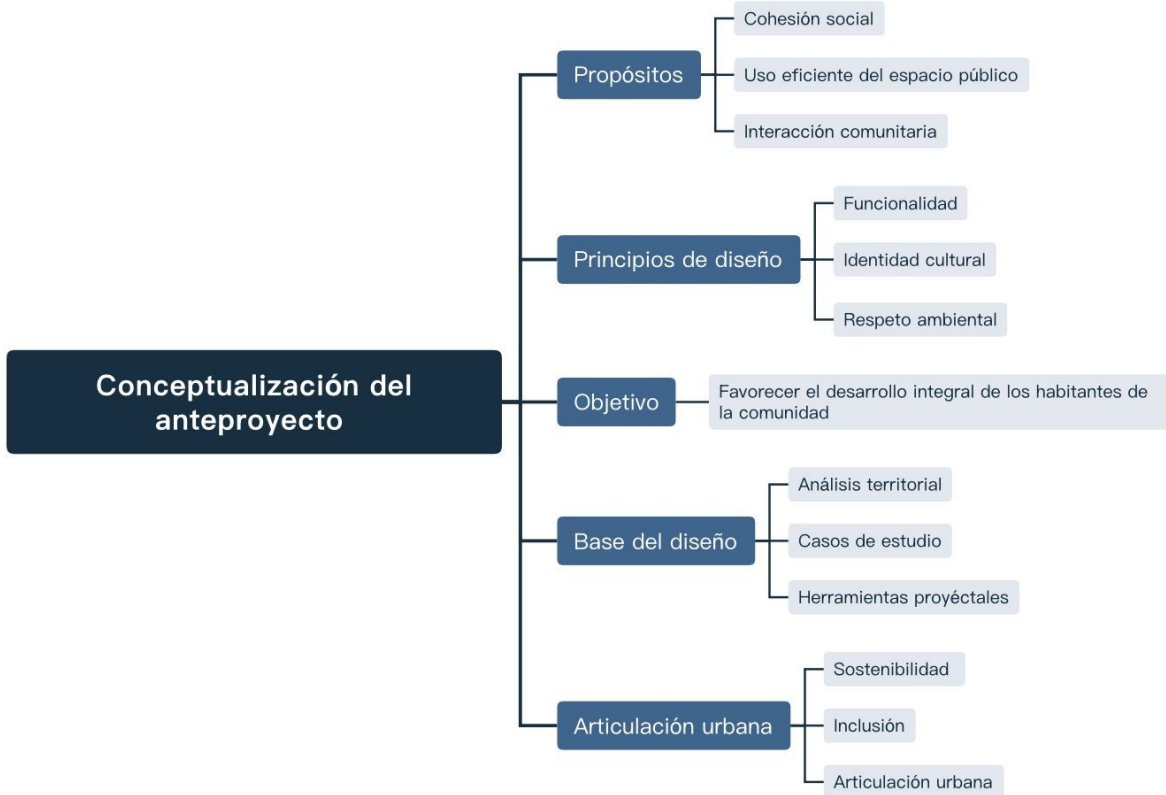 Conceptualización del
anteproyecto
Propósitos
Cohesión social
Uso eficiente del espacio público
Interacción comunitaria
Principios de diseño
Funcionalidad
Identidad cultural
Respeto ambiental
Objetivo
Favorecer el desarrollo integral de los habitantes de
la comunidad
Base del diseño
Análisis territorial
Casos de estudio
Herramientas proyéctales
Articulación urbana
Sostenibilidad
Inclusión
Articulación urbana